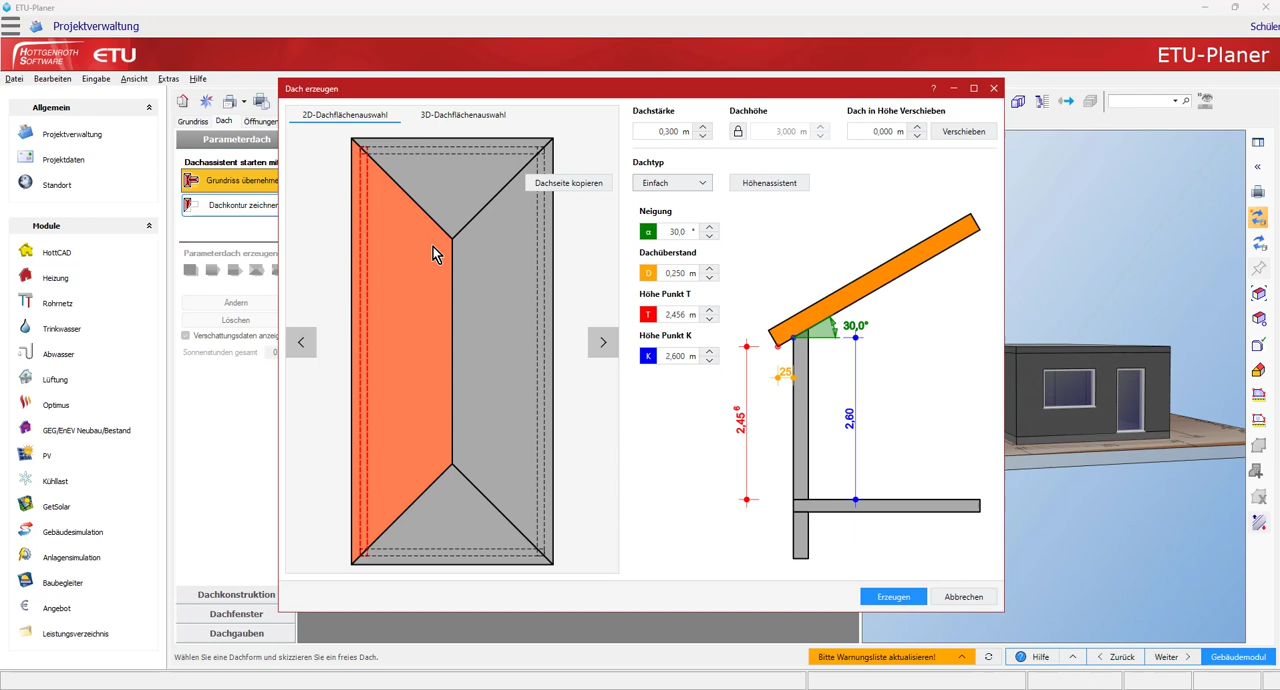 ETU-Planer
Projektverwaltung
Schüler
HOTTGENROTH
SOFTWARE
ETU
ETU-Planer
Datei Bearbeiten Eingabe Ansicht Extras Hilfe
Allgemein
Projektverwaltung
Projektdaten
Standort
Module
HottCAD
Heizung
Rohrnetz
Trinkwasser
Abwasser
Lüftung
Optimus
GEG/EnEV Neubau/Bestand
PV
Kühllast
GetSolar
Gebäudesimulation
Anlagensimulation
Baubegleiter
Angebot
Leistungsverzeichnis
Grundriss Dach Öffnungen
Parameterdach
Dachassistent starten mit
Grundriss übernehme
Dachkontur zeichner
Parameterdach erzeugen
Ändern
Löschen
Verschattungsdaten anzeig
Sonnenstunden gesamt 0
Dachkonstruktion
Dachfenster
Dachgauben
Dach erzeugen
2D-Dachflächenauswahl 3D-Dachflächenauswahl
Dachseite kopieren
Dachstärke Dachhöhe Dach in Höhe Verschieben
0,300 m 3,000 m 0,000 m Verschieben
Dachtyp
Einfach Höhenassistent
Neigung
α 30,0 °
Dachüberstand
D 0,250 m
Höhe Punkt T
T 2,456 m
Höhe Punkt K
K 2,600 m
30,0°
25
2,45⁶
2,60
Erzeugen Abbrechen
Wählen Sie eine Dachform und skizzieren Sie ein freies Dach.
Bitte Warnungsliste aktualisieren! Hilfe Zurück Weiter Gebäudemodul